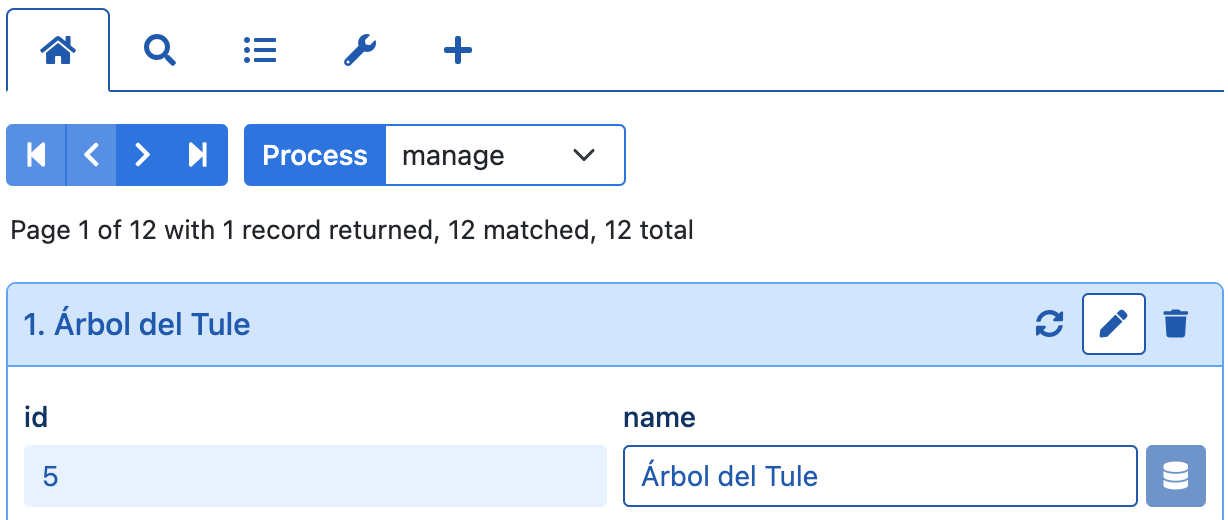 Process manage
Page 1 of 12 with 1 record returned, 12 matched, 12 total
1. Árbol del Tule
id name
5 Árbol del Tule